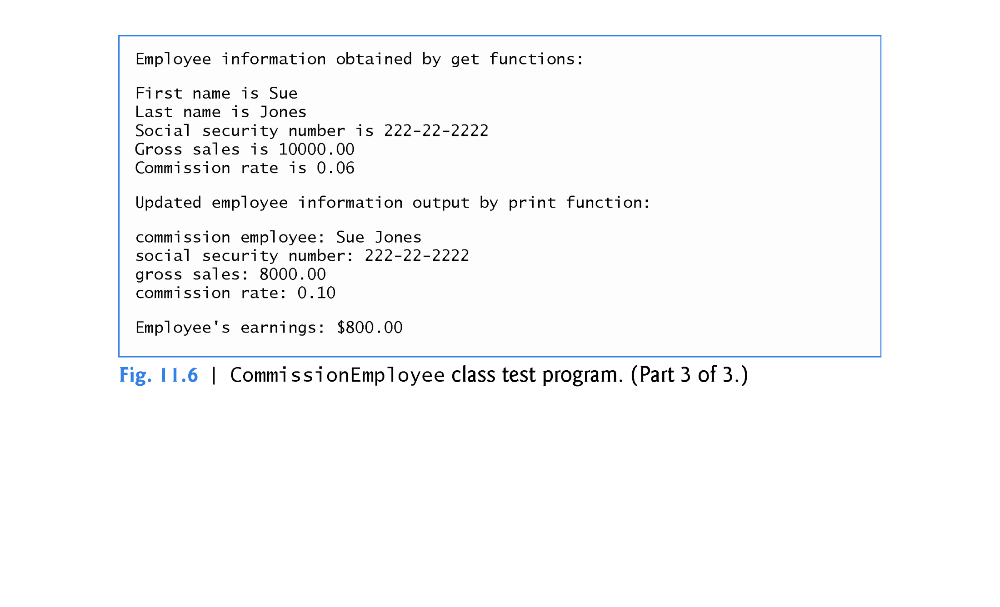 Employee information obtained by get functions:
First name is Sue
Last name is Jones
Social security number is 222-22-2222
Gross sales is 10000.00
Commission rate is 0.06
Updated employee information output by print function:
commission employee: Sue Jones
social security number: 222-22-2222
gross sales: 8000.00
commission rate: 0.10
Employee's earnings: $800.00
Fig. 11.6 | CommissionEmployee class test program. (Part 3 of 3.)